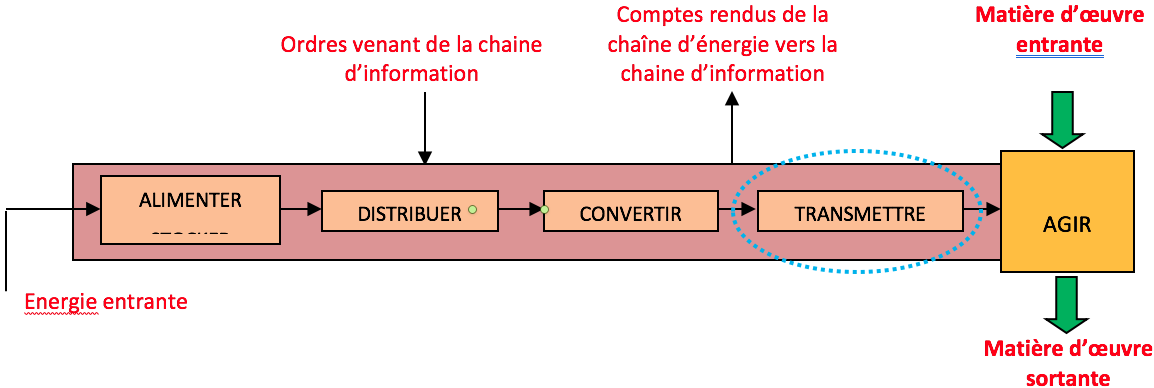 Ordres venant de la chaine
d’information
Comptes rendus de la
chaîne d’énergie vers la
chaine d’information
Matière d’œuvre
entrante
ALIMENTER
DISTRIBUER
CONVERTIR
TRANSMETTRE
AGIR
Energie entrante
Matière d’œuvre
sortante